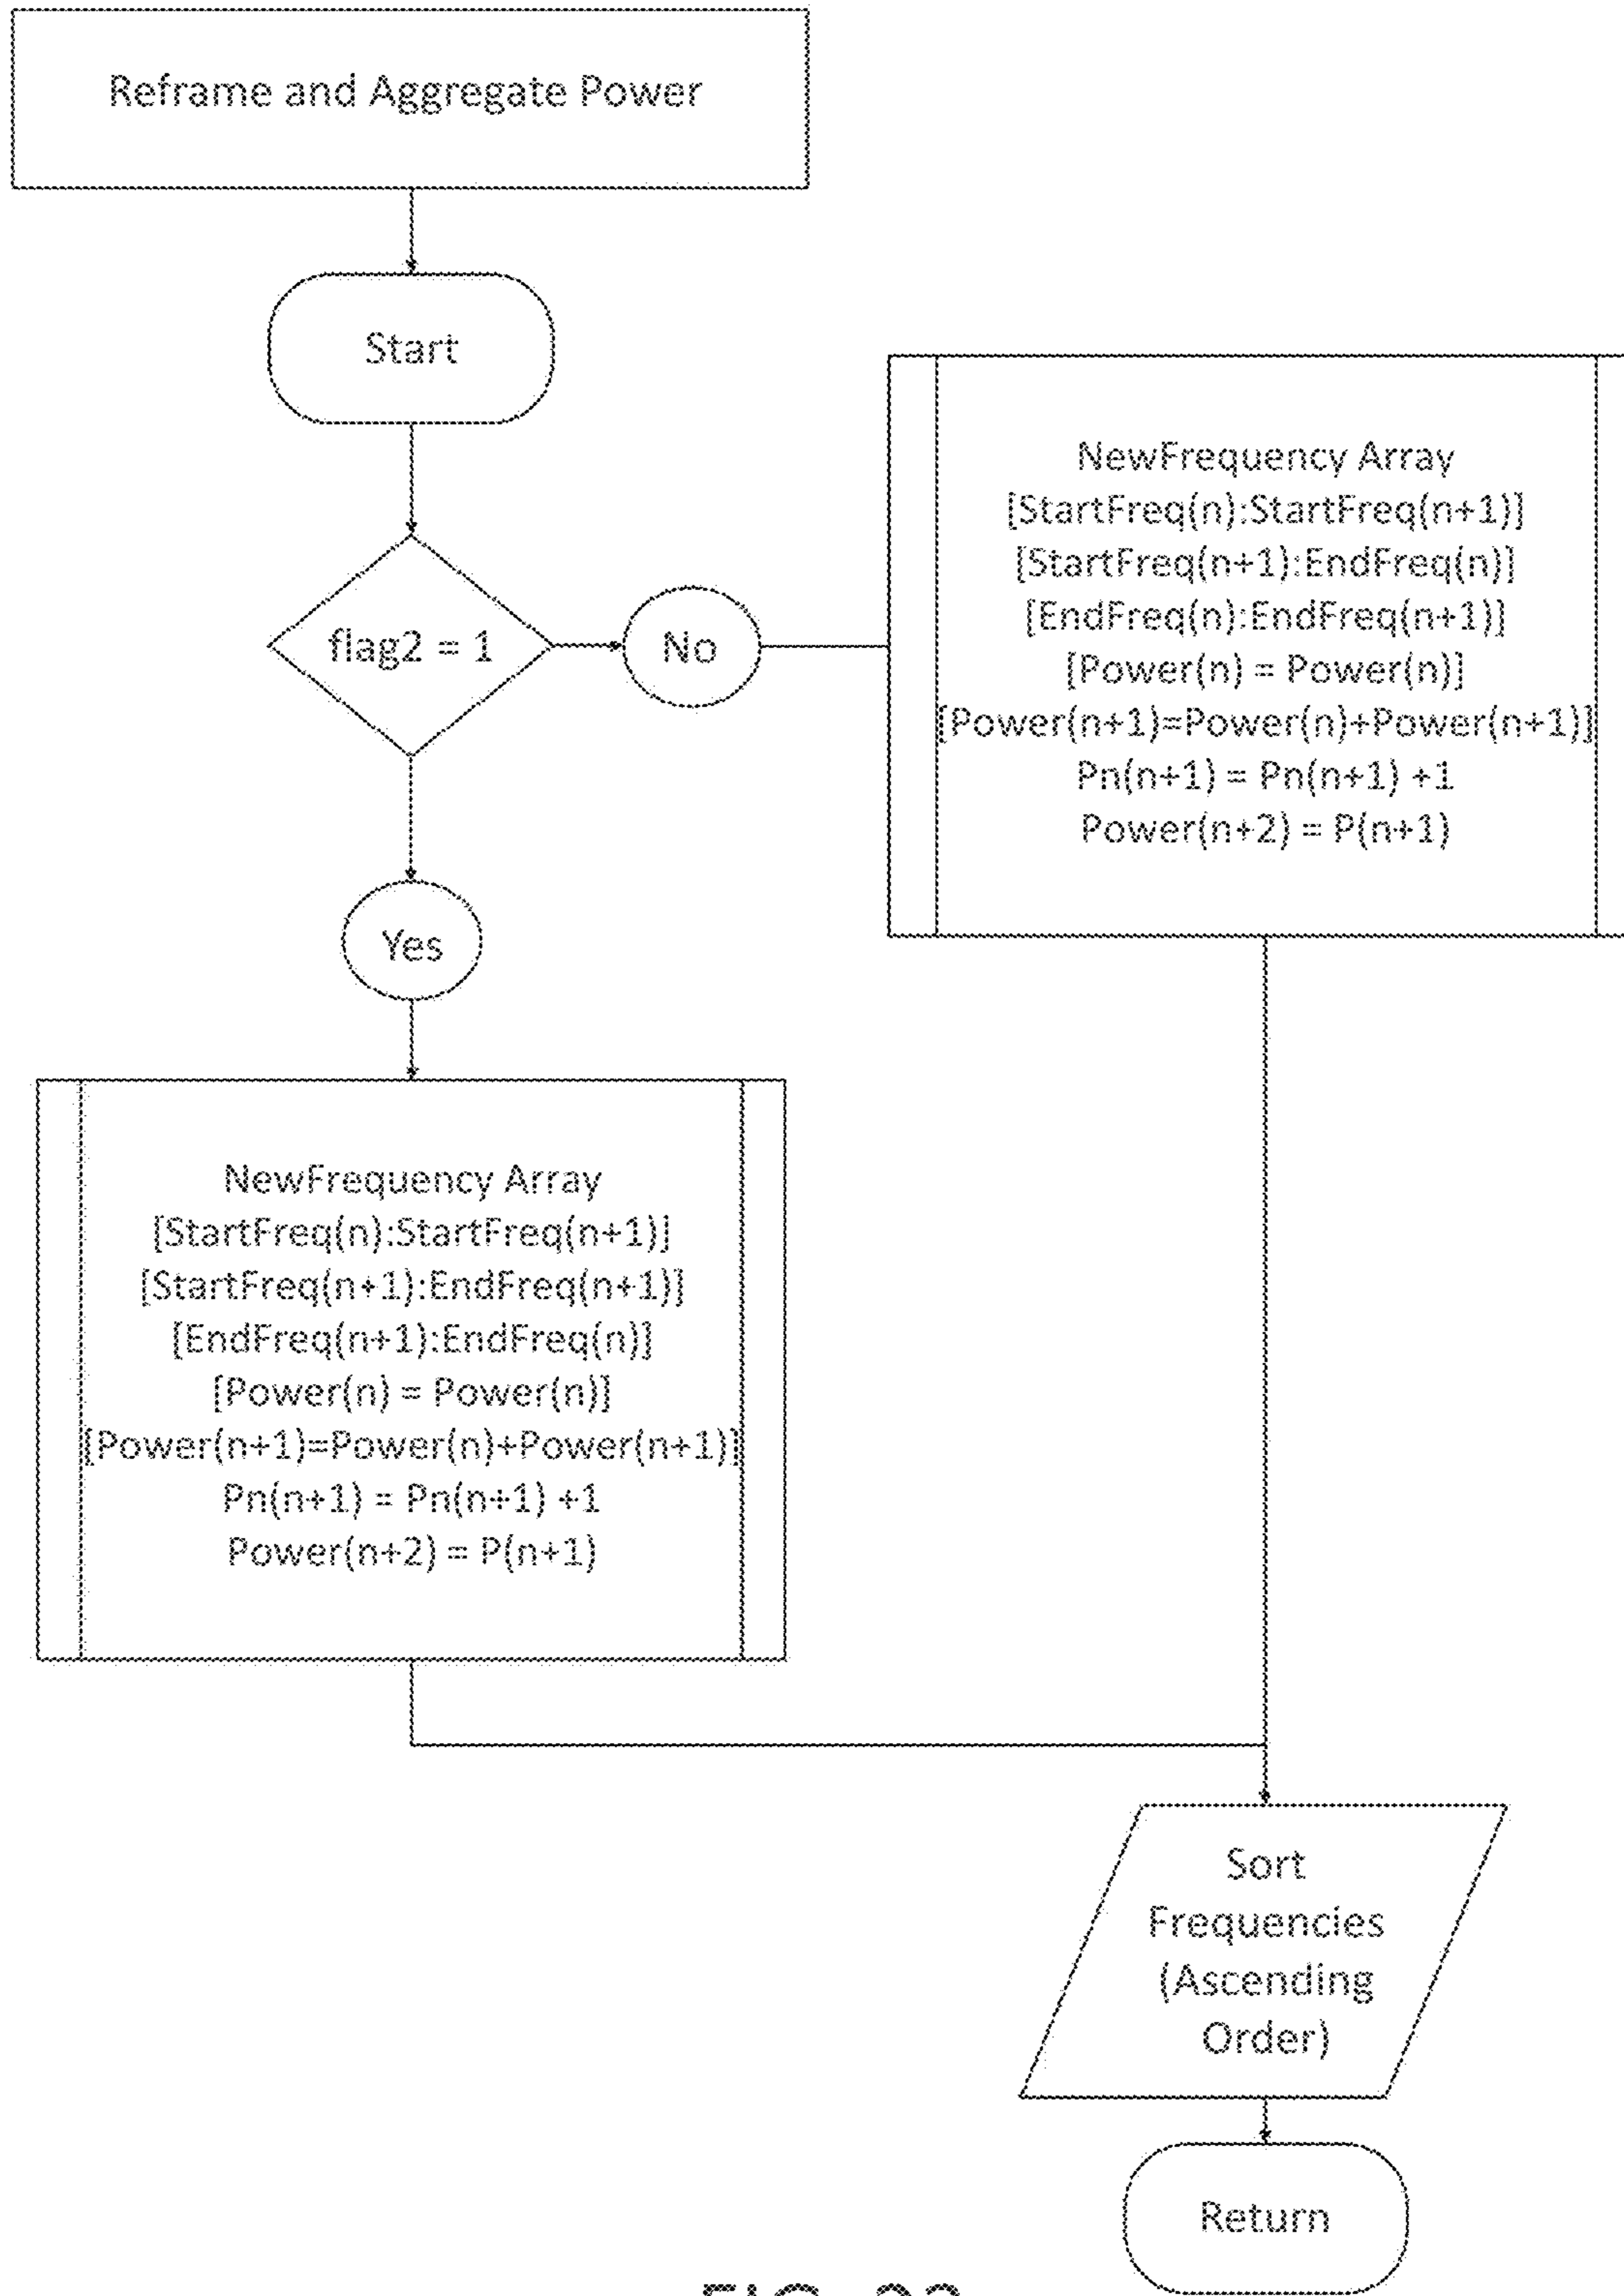 Reframe and Aggregate Power
Start
flag2 = 1
No
NewFrequency Array
[StartFreq(n):StartFreq(n+1)]
[StartFreq(n+1):EndFreq(n)]
[EndFreq(n):EndFreq(n+1)]
[Power(n) = Power(n)]
[Power(n+1)=Power(n)+Power(n+1)]
Pn(n+1) = Pn(n+1) +1
Power(n+2) = P(n+1)
Yes
NewFrequency Array
[StartFreq(n):StartFreq(n+1)]
[StartFreq(n+1):EndFreq(n+1)]
[EndFreq(n+1):EndFreq(n)]
[Power(n) = Power(n)]
[Power(n+1)=Power(n)+Power(n+1)]
Pn(n+1) = Pn(n+1) +1
Power(n+2) = P(n+1)
Sort
Frequencies
(Ascending
Order)
Return
FIG.